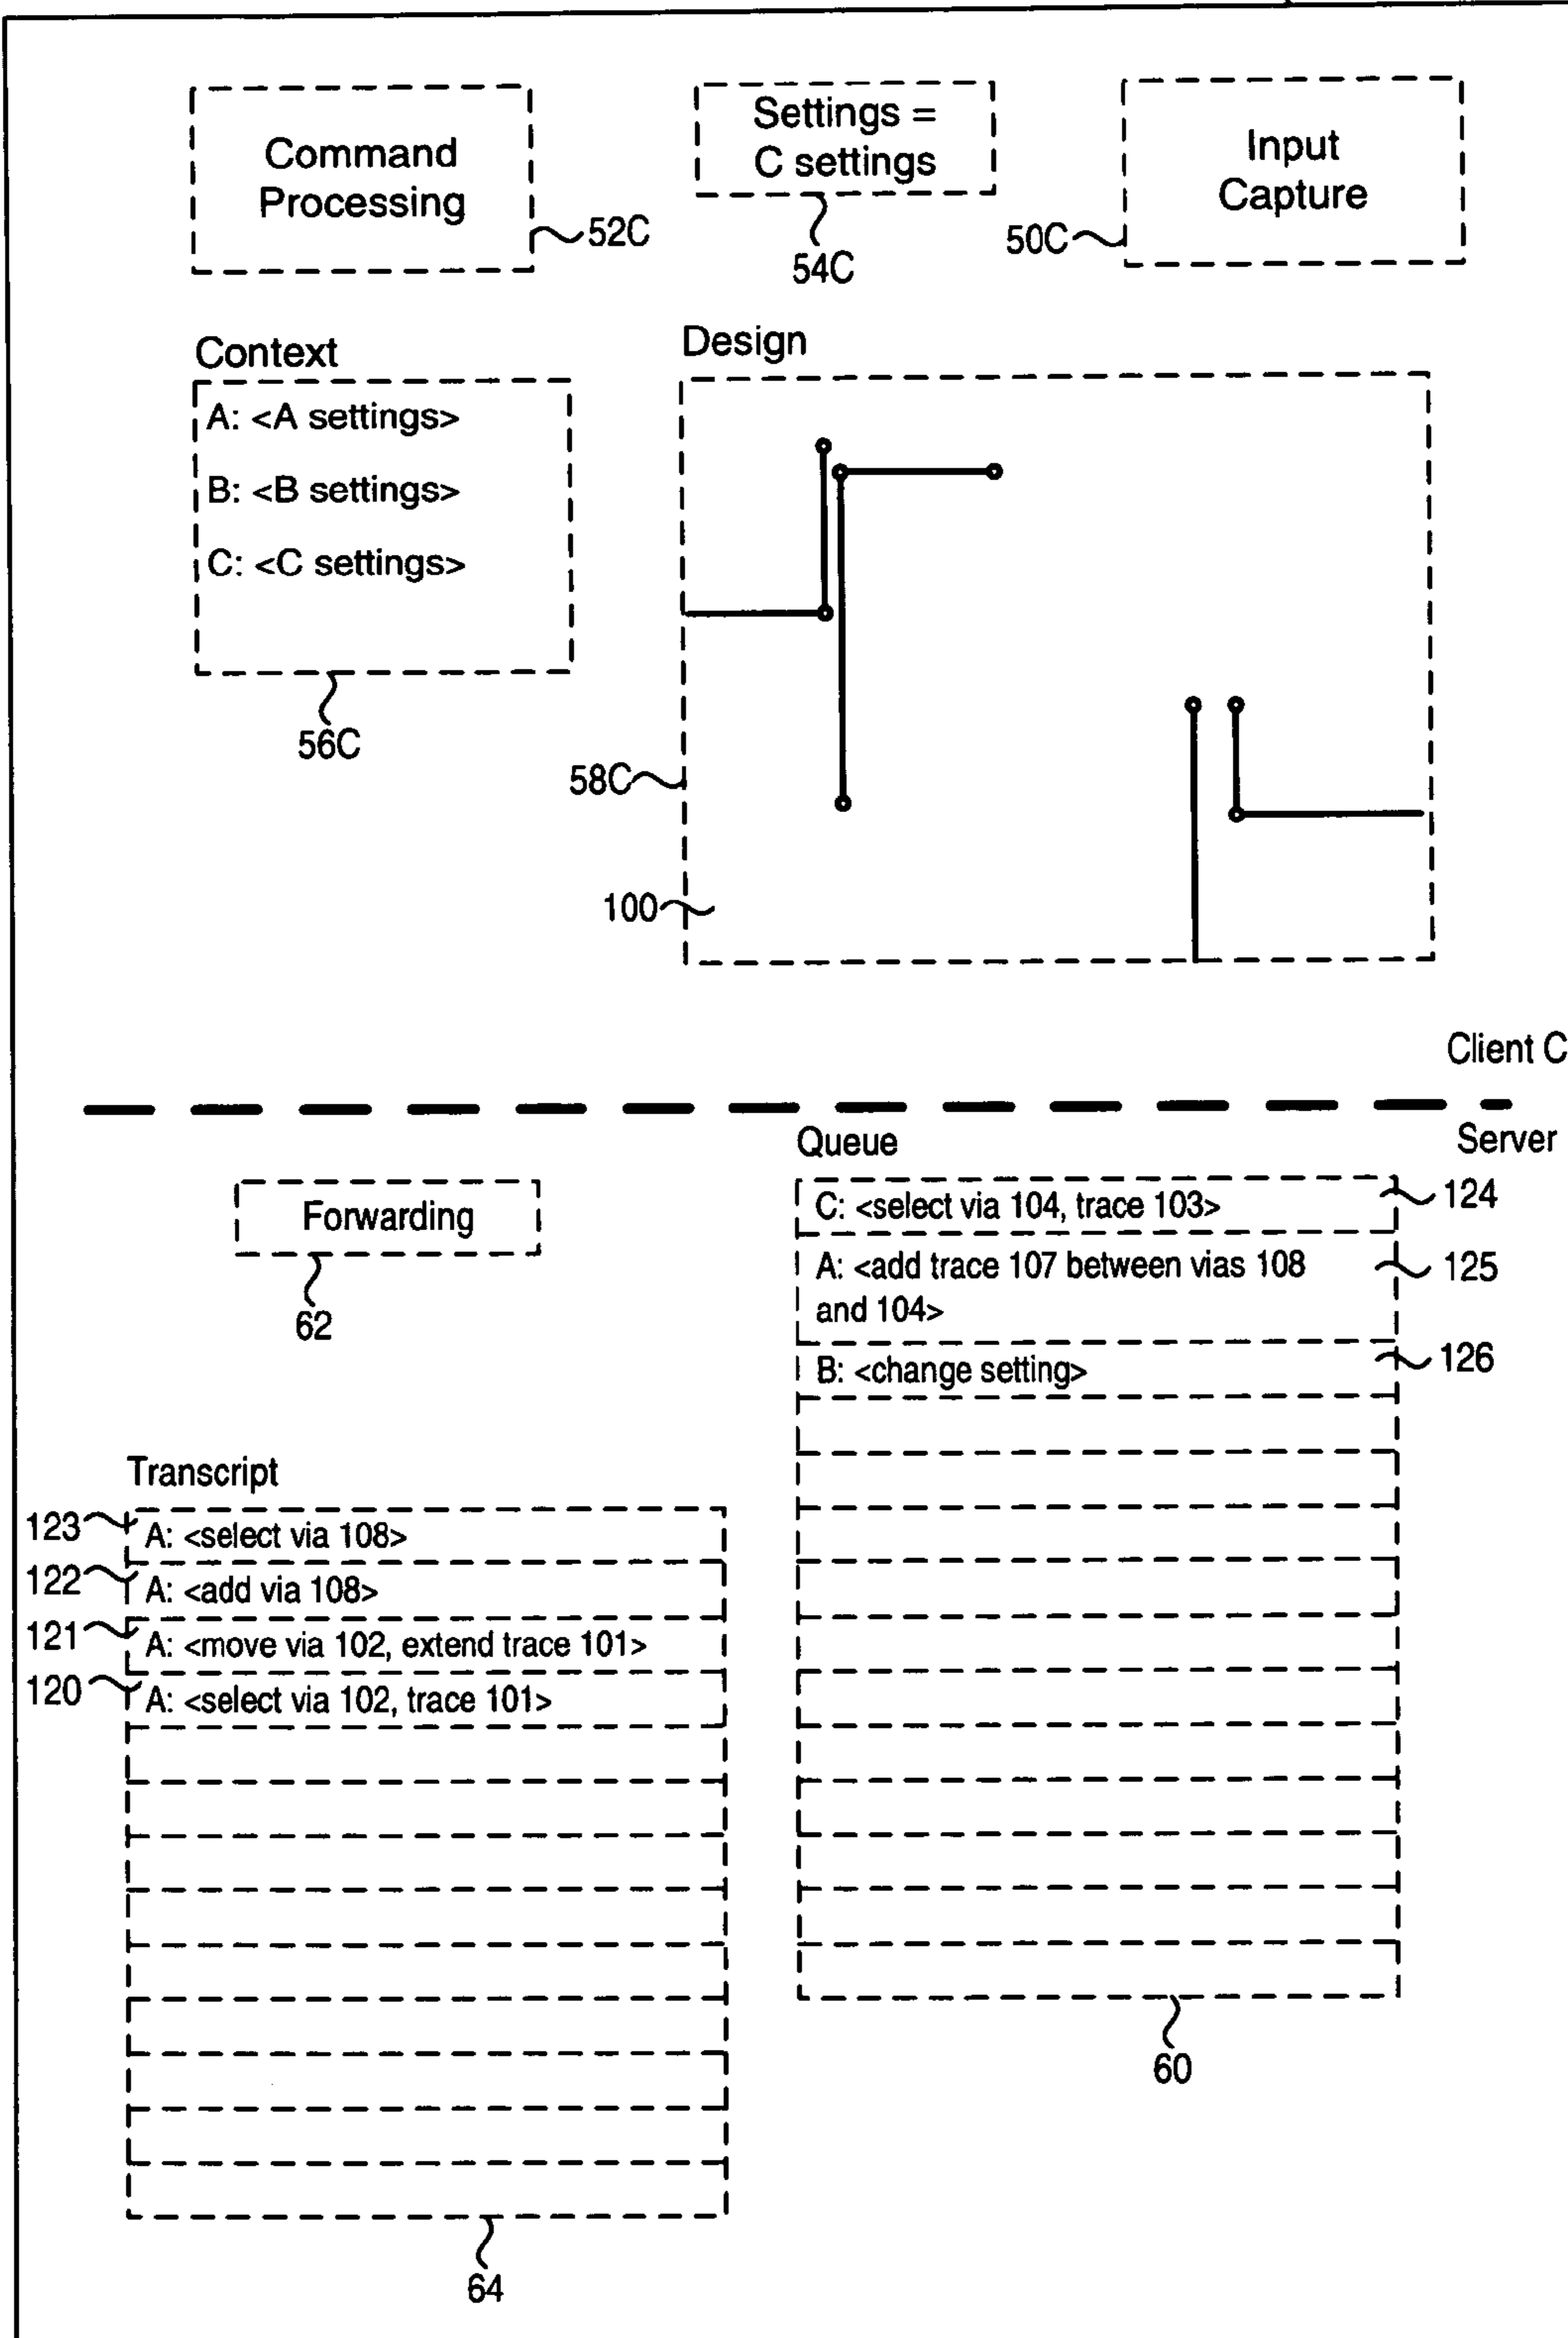 Command
Processing
52C
Settings =
C settings
54C
Input
Capture
50C
Context
A: <A settings>
B: <B settings>
C: <C settings>
56C
Design
58C
100
Client C
Server
Forwarding
62
Queue
C: <select via 104, trace 103>
124
A: <add trace 107 between vias 108
and 104>
125
B: <change setting>
126
60
Transcript
123
A: <select via 108>
122
A: <add via 108>
121
A: <move via 102, extend trace 101>
120
A: <select via 102, trace 101>
64